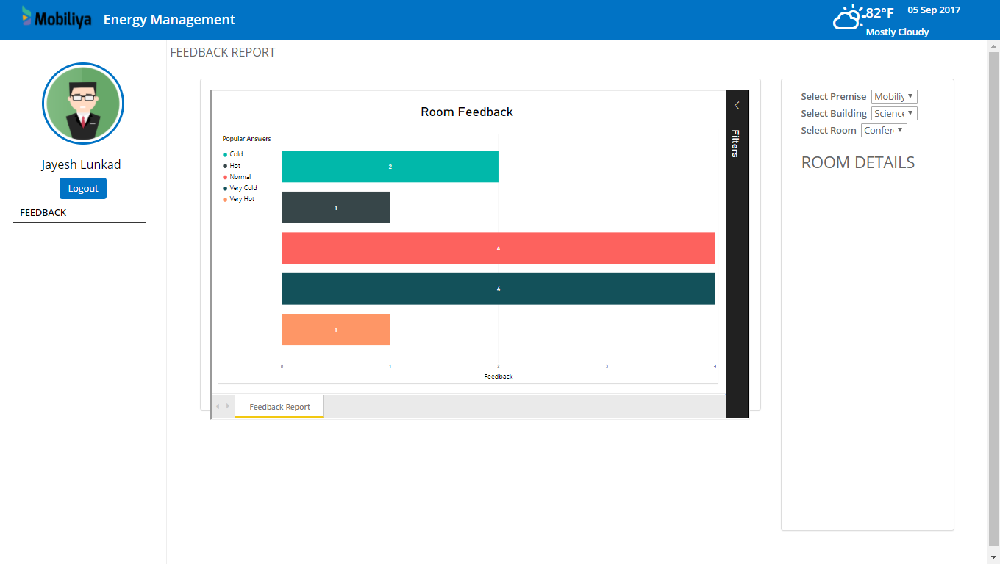 Mobiliya Energy Management
82°F 05 Sep 2017
Mostly Cloudy
FEEDBACK REPORT
Jayesh Lunkad
Logout
FEEDBACK
Room Feedback
Popular Answers
Cold
Hot
Normal
Very Cold
Very Hot
2
1
4
4
1
0 1 2 3 4
Feedback
Feedback Report
Filters
Select Premise Mobiliy
Select Building Science
Select Room Confer
ROOM DETAILS